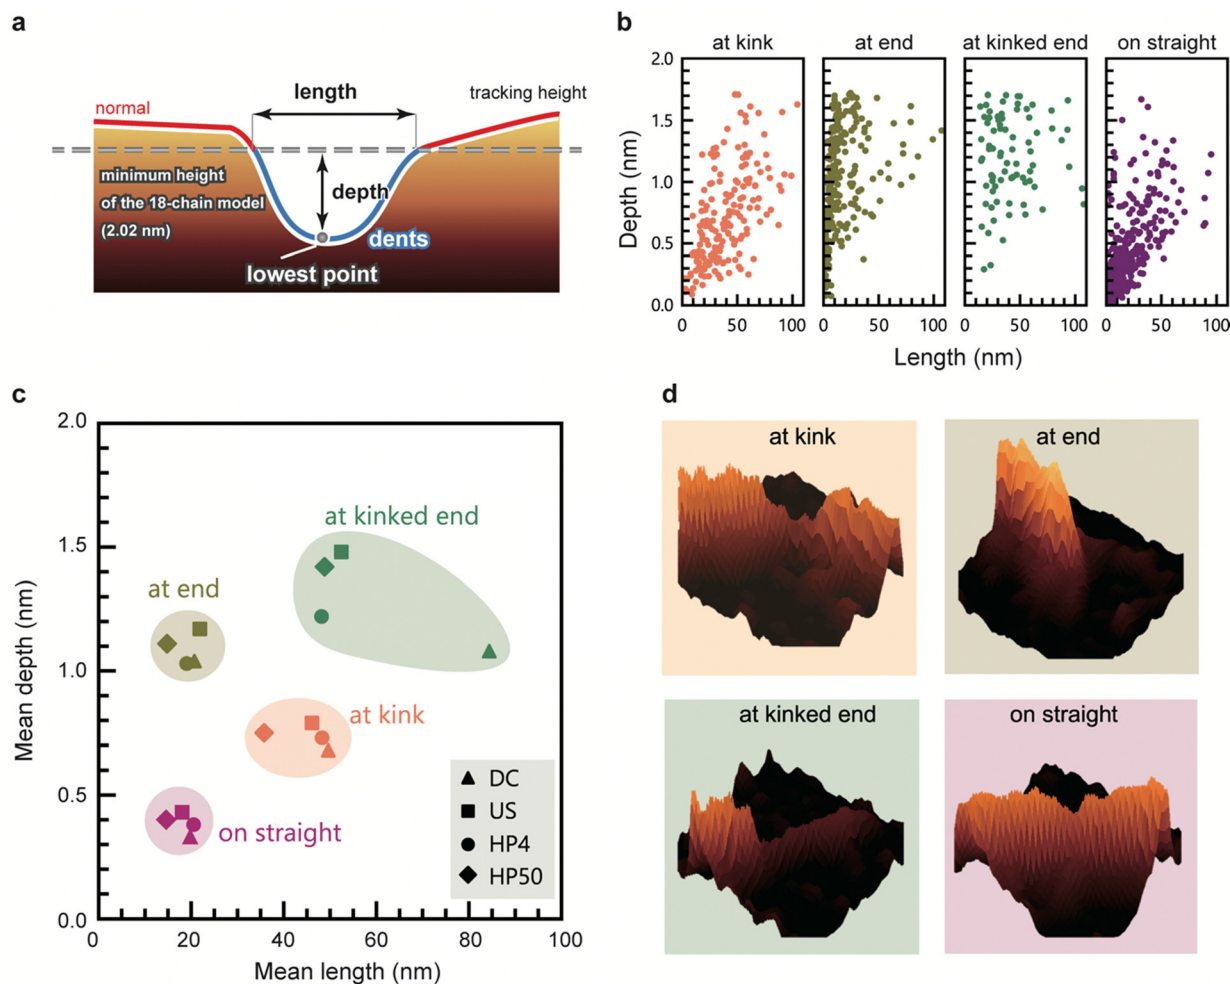 a
normal
length
tracking height
minimum height
of the 18-chain model
(2.02 nm)
depth
dents
lowest point
b
at kink
at end
at kinked end
on straight
Depth (nm)
2.0
1.5
1.0
0.5
0.0
0 50 100
0 50 100
0 50 100
0 50 100
Length (nm)
c
Mean depth (nm)
2.0
1.5
1.0
0.5
0.0
at kinked end
at end
at kink
on straight
DC
US
HP4
HP50
0 20 40 60 80 100
Mean length (nm)
d
at kink
at end
at kinked end
on straight